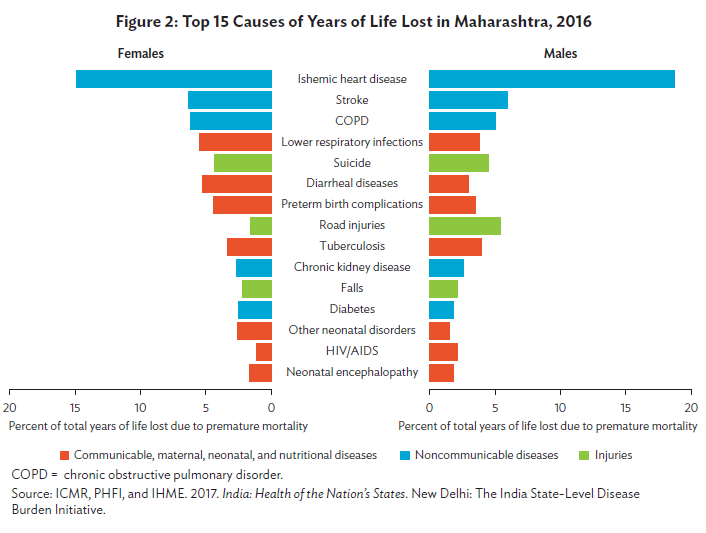 Figure 2: Top 15 Causes of Years of Life Lost in Maharashtra, 2016
Females
Males
Ishemic heart disease
Stroke
COPD
Lower respiratory infections
Suicide
Diarrheal diseases
Preterm birth complications
Road injuries
Tuberculosis
Chronic kidney disease
Falls
Diabetes
Other neonatal disorders
HIV/AIDS
Neonatal encephalopathy
20 15 10 5 0
0 5 10 15 20
Percent of total years of life lost due to premature mortality
Percent of total years of life lost due to premature mortality
Communicable, maternal, neonatal, and nutritional diseases
Noncommunicable diseases
Injuries
COPD = chronic obstructive pulmonary disorder.
Source: ICMR, PHFI, and IHME. 2017. India: Health of the Nation's States. New Delhi: The India State-Level Disease
Burden Initiative.